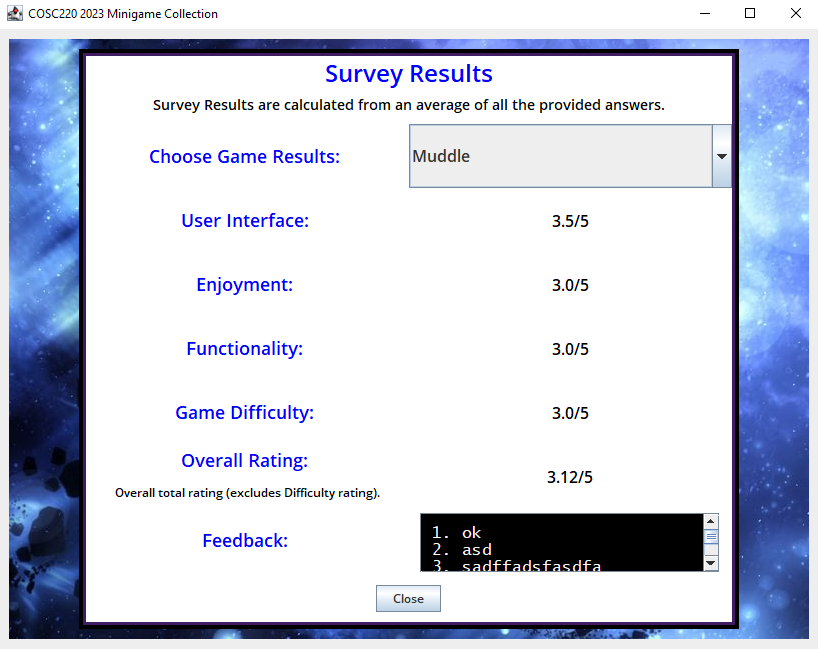 COSC220 2023 Minigame Collection
Survey Results
Survey Results are calculated from an average of all the provided answers.
Choose Game Results: Muddle
User Interface: 3.5/5
Enjoyment: 3.0/5
Functionality: 3.0/5
Game Difficulty: 3.0/5
Overall Rating: 3.12/5
Overall total rating (excludes Difficulty rating).
Feedback:
1. ok
2. asd
3. sadffadsfasdfa
Close